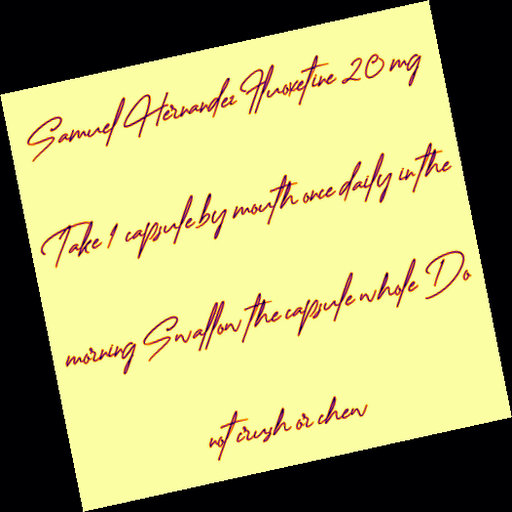 Samuel Hernandez Fluoxetine 20 mg
Take 1 capsule by mouth once daily in the
morning Swallow the capsule whole Do
not crush or chew